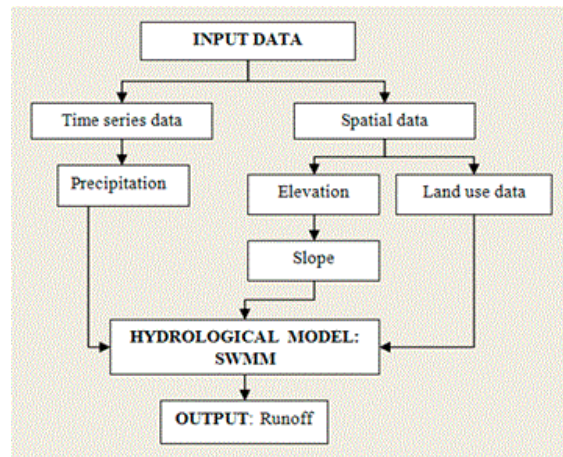 INPUT DATA
Time series data
Spatial data
Precipitation
Elevation
Land use data
Slope
HYDROLOGICAL MODEL:
SWMM
OUTPUT: Runoff